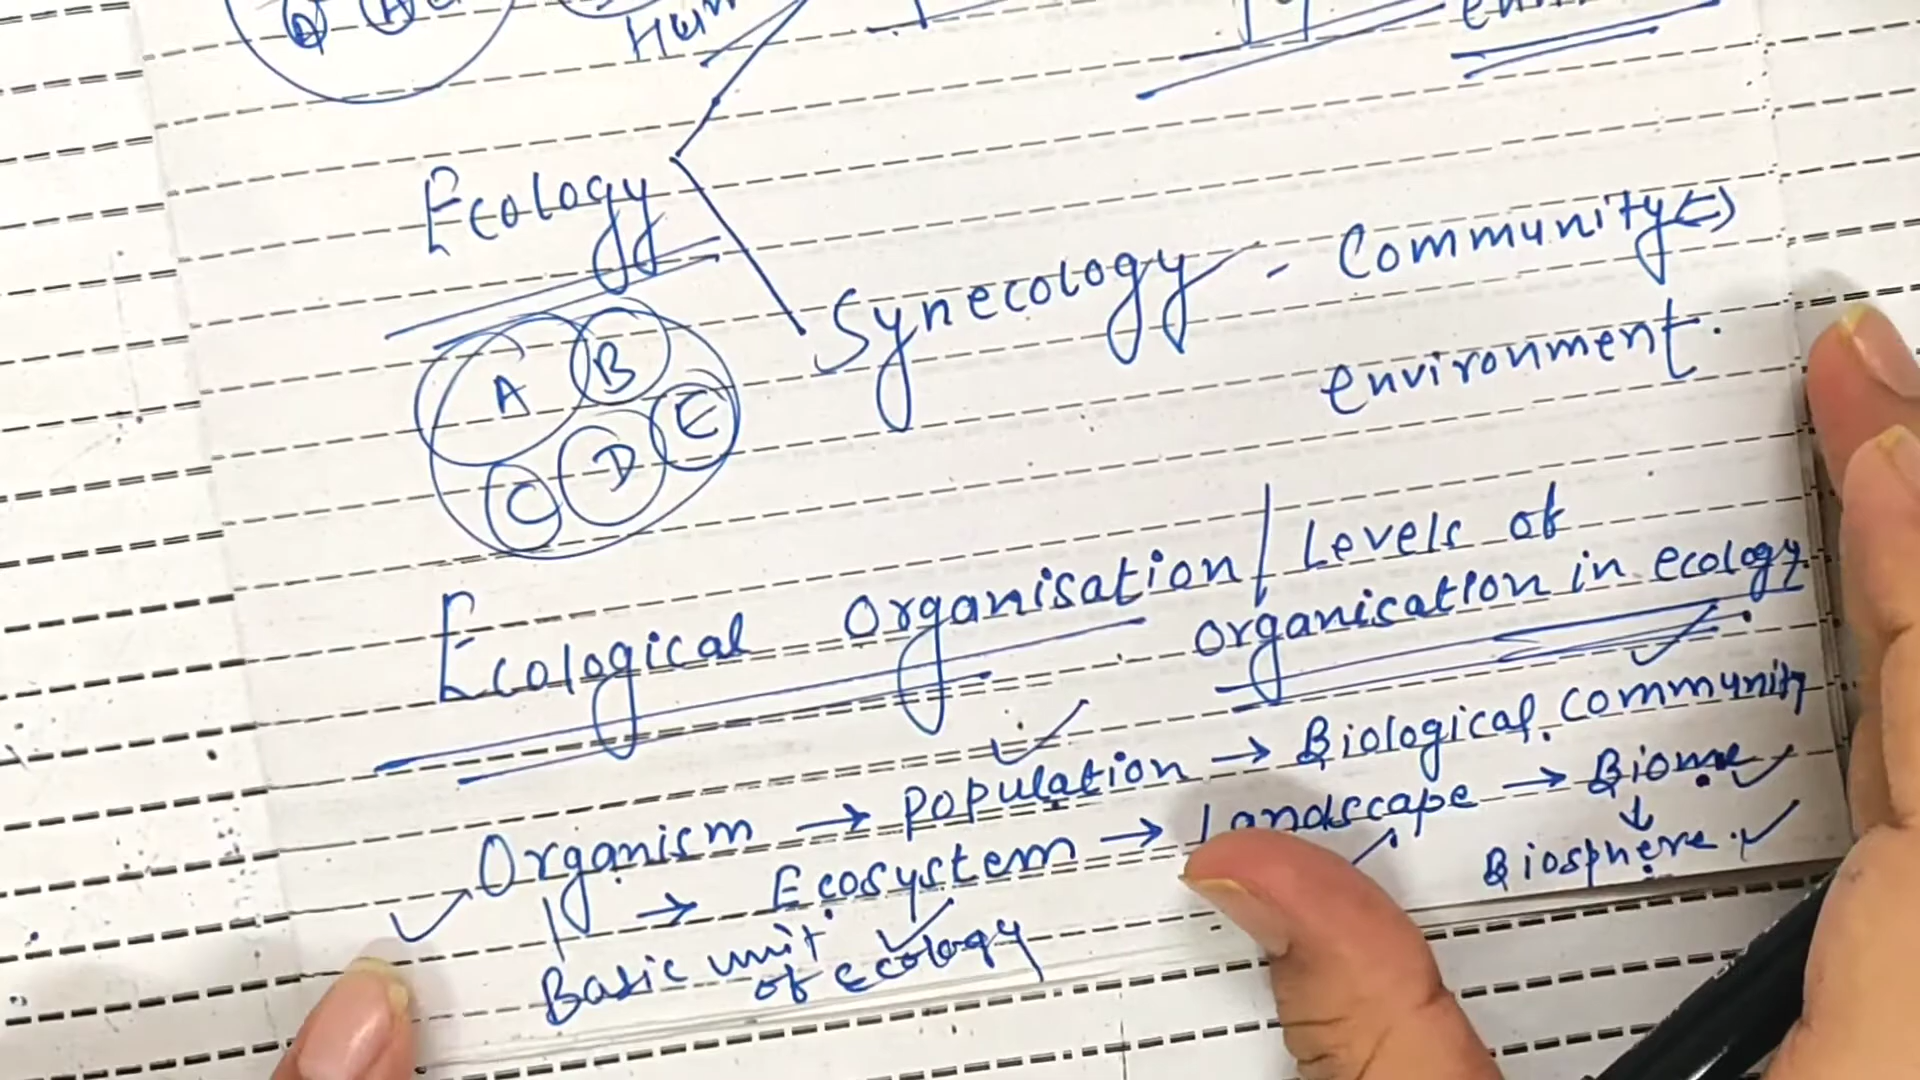 A
Ecology
Synecology - Community <->
environment.
A B
C D E
Ecological Organisation / Levels of
organisation in ecology
Organism → population → Biological community
→ Ecosystem → Landscape → Biome
↓
Biosphere
Basic unit
of ecology